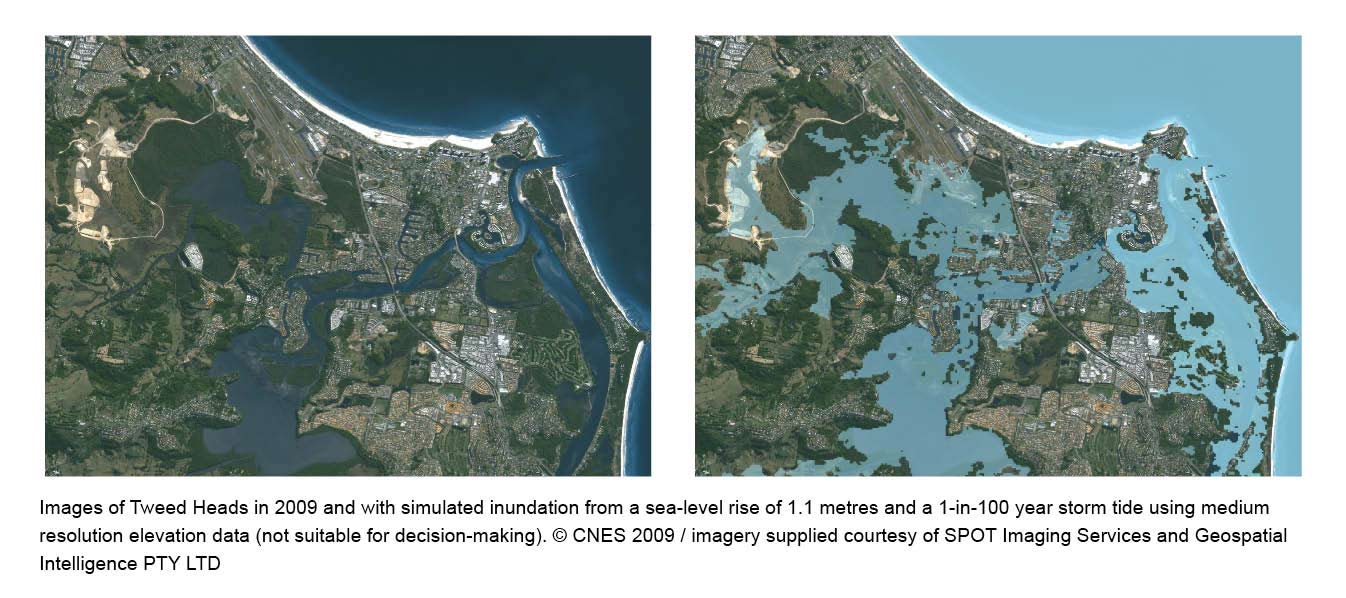 Images of Tweed Heads in 2009 and with simulated inundation from a sea-level rise of 1.1 metres and a 1-in-100 year storm tide using medium
resolution elevation data (not suitable for decision-making). © CNES 2009 / imagery supplied courtesy of SPOT Imaging Services and Geospatial
Intelligence PTY LTD